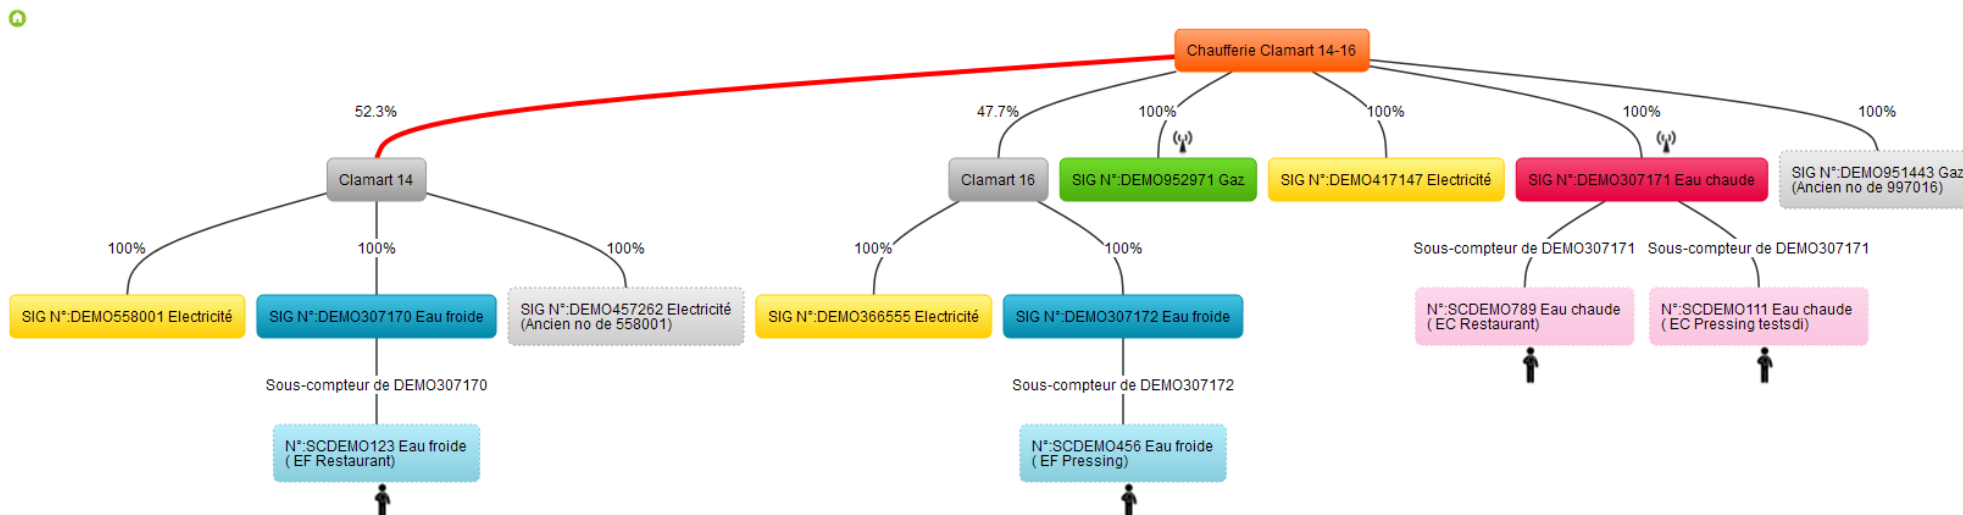 Chaufferie Clamart 14-16
52.3%
47.7%
100%
100%
100%
100%
Clamart 14
Clamart 16
SIG N°:DEMO952971 Gaz
SIG N°:DEMO417147 Electricité
SIG N°:DEMO307171 Eau chaude
SIG N°:DEMO951443 Gaz
(Ancien no de 997016)
100%
100%
100%
100%
100%
Sous-compteur de DEMO307171
Sous-compteur de DEMO307171
SIG N°:DEMO558001 Electricité
SIG N°:DEMO307170 Eau froide
SIG N°:DEMO457262 Electricité
(Ancien no de 558001)
SIG N°:DEMO366555 Electricité
SIG N°:DEMO307172 Eau froide
N°:SCDEMO789 Eau chaude
( EC Restaurant)
N°:SCDEMO111 Eau chaude
( EC Pressing testsdi)
Sous-compteur de DEMO307170
Sous-compteur de DEMO307172
N°:SCDEMO123 Eau froide
( EF Restaurant)
N°:SCDEMO456 Eau froide
( EF Pressing)